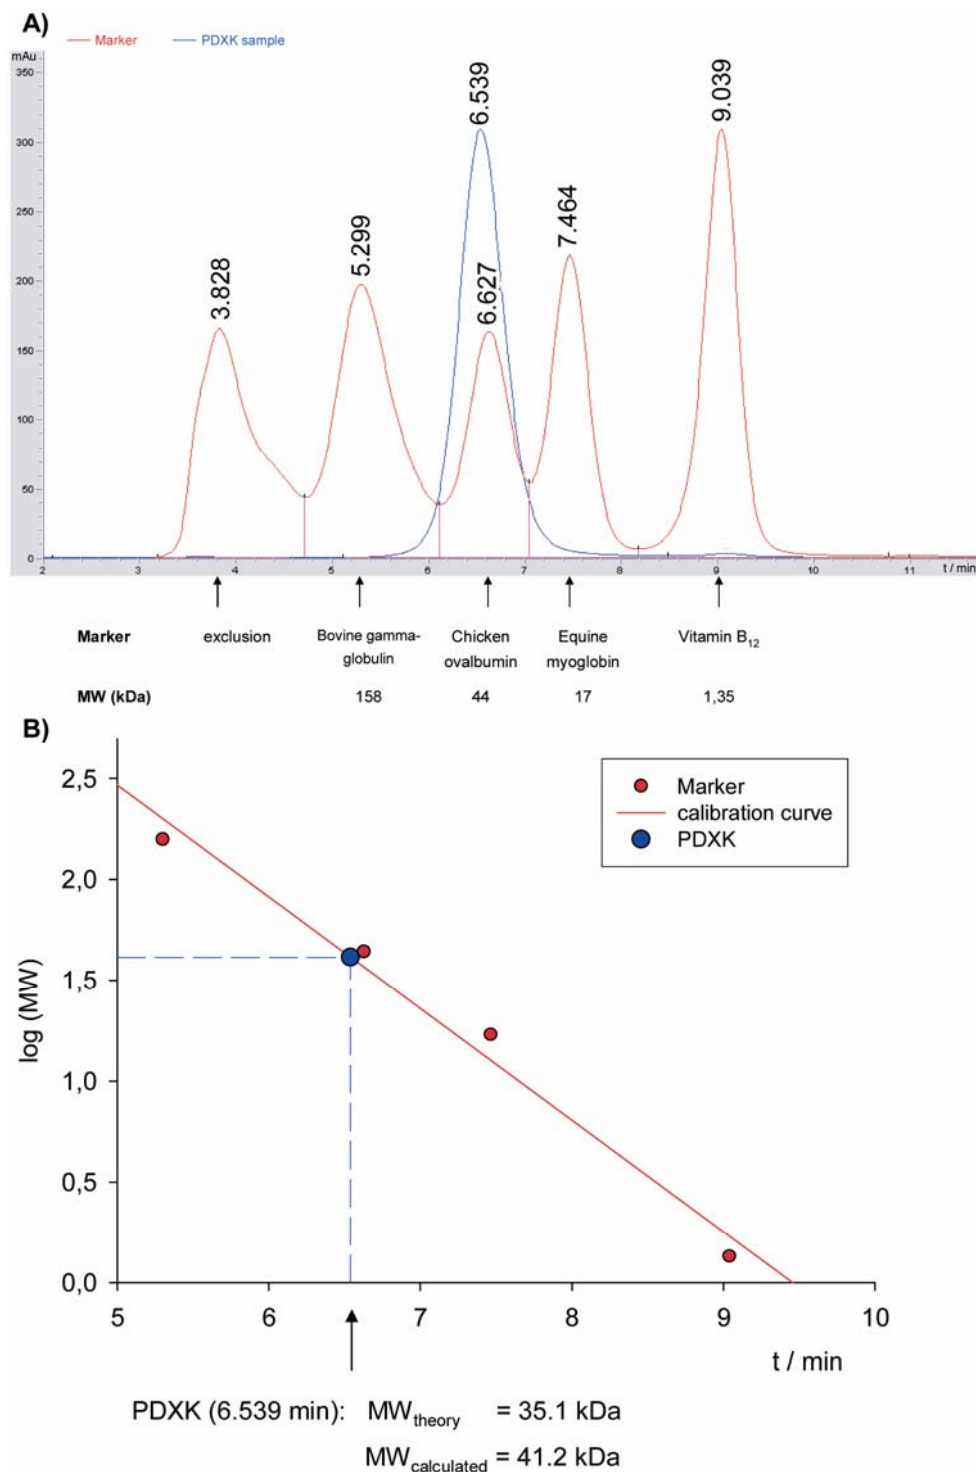 A)
Marker PDXK sample
mAu
350
300
250
200
150
100
50
0
3.828
5.299
6.539
6.627
7.464
9.039
2 3 4 5 6 7 8 9 10 11 t / min
Marker exclusion Bovine gamma-globulin Chicken ovalbumin Equine myoglobin Vitamin B12
MW (kDa) 158 44 17 1,35
B)
log (MW)
2,5
2,0
1,5
1,0
0,5
0,0
Marker
calibration curve
PDXK
5 6 7 8 9 10
t / min
PDXK (6.539 min): MWtheory = 35.1 kDa
MWcalculated = 41.2 kDa